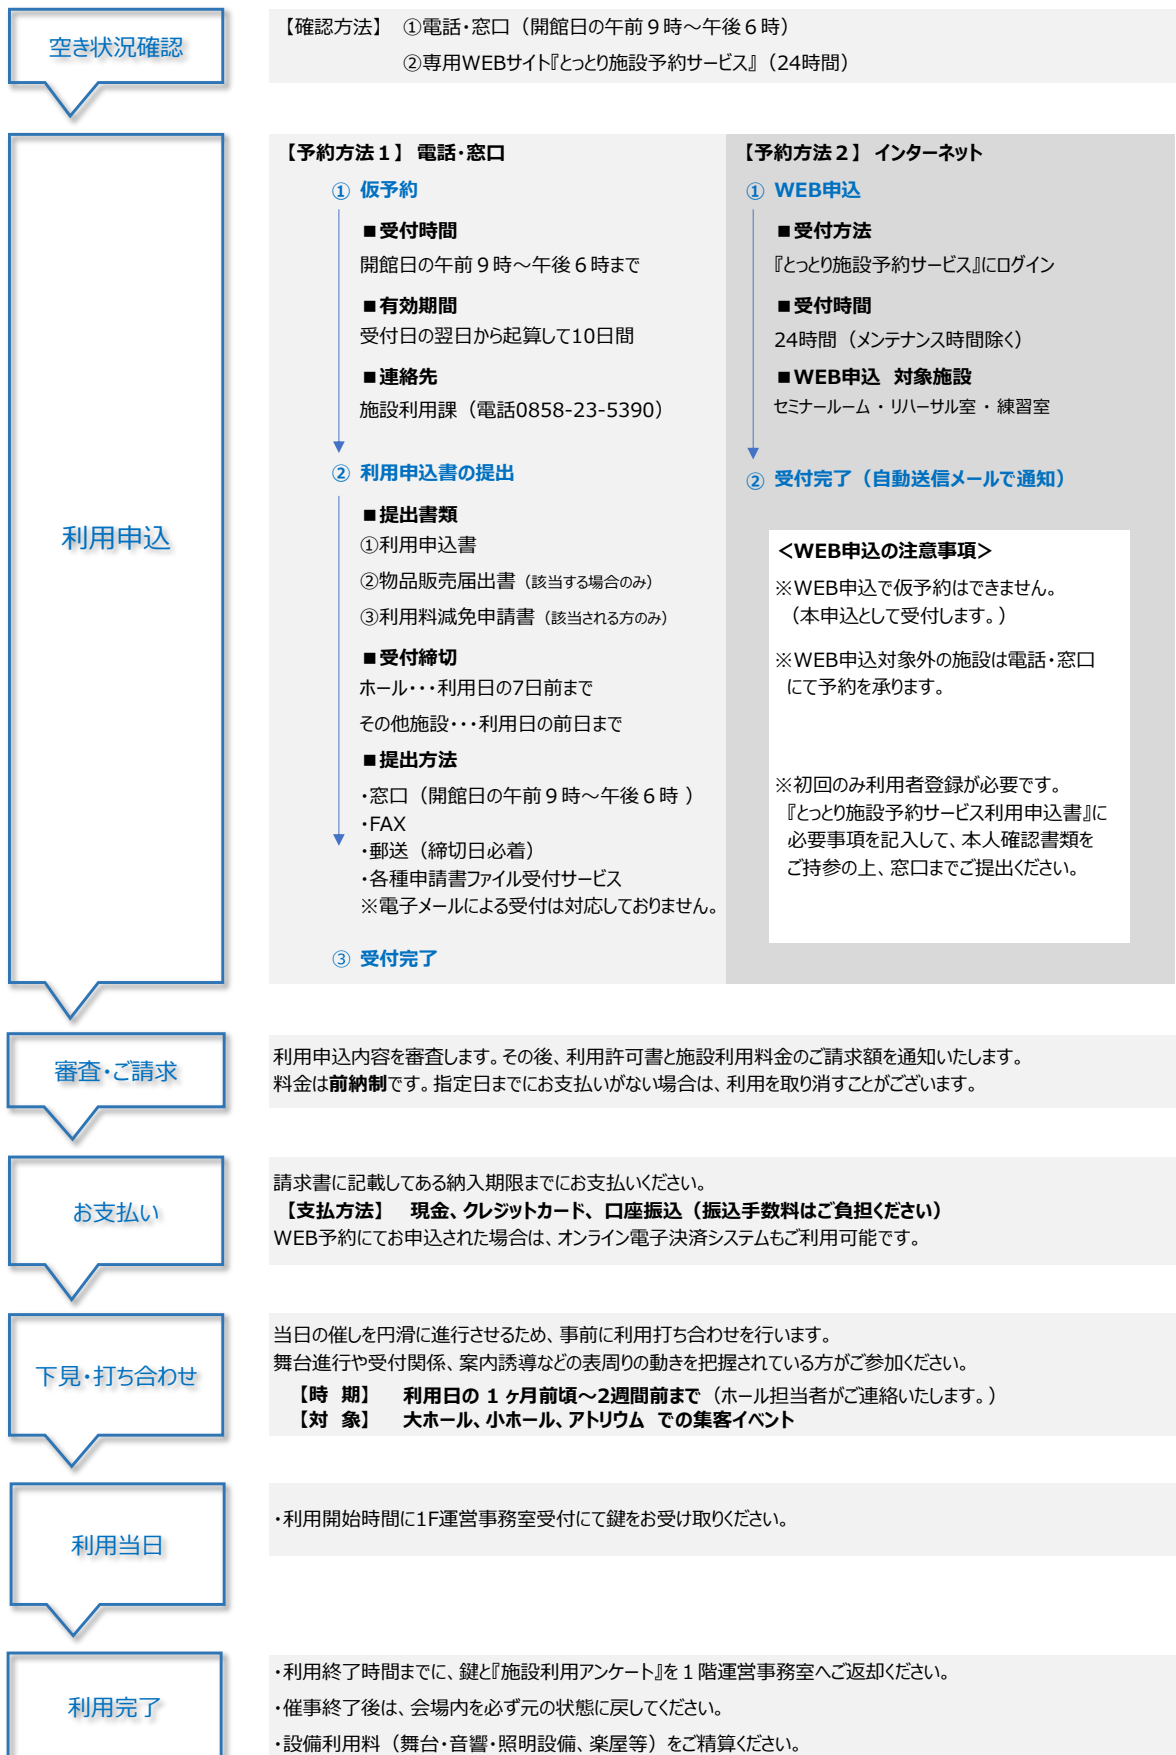 空き状況確認
【確認方法】 ①電話・窓口（開館日の午前９時～午後６時）
②専用WEBサイト『とっとり施設予約サービス』（24時間）
利用申込
【予約方法１】 電話・窓口
① 仮予約
■受付時間
開館日の午前９時～午後６時まで
■有効期間
受付日の翌日から起算して10日間
■連絡先
施設利用課（電話0858-23-5390）
② 利用申込書の提出
■提出書類
①利用申込書
②物品販売届出書（該当する場合のみ）
③利用料減免申請書（該当される方のみ）
■受付締切
ホール・・・利用日の7日前まで
その他施設・・・利用日の前日まで
■提出方法
・窓口（開館日の午前９時～午後６時 ）
・FAX
・郵送（締切日必着）
・各種申請書ファイル受付サービス
※電子メールによる受付は対応しておりません。
③ 受付完了
【予約方法２】 インターネット
① WEB申込
■受付方法
『とっとり施設予約サービス』にログイン
■受付時間
24時間（メンテナンス時間除く）
■WEB申込 対象施設
セミナールーム ・ リハーサル室 ・ 練習室
② 受付完了（自動送信メールで通知）
＜WEB申込の注意事項＞
※WEB申込で仮予約はできません。
（本申込として受付します。）
※WEB申込対象外の施設は電話・窓口
にて予約を承ります。
※初回のみ利用者登録が必要です。
『とっとり施設予約サービス利用申込書』に
必要事項を記入して、本人確認書類を
ご持参の上、窓口までご提出ください。
審査・ご請求
利用申込内容を審査します。その後、利用許可書と施設利用料金のご請求額を通知いたします。
料金は前納制です。指定日までにお支払いがない場合は、利用を取り消すことがございます。
お支払い
請求書に記載してある納入期限までにお支払いください。
【支払方法】 現金、クレジットカード、口座振込（振込手数料はご負担ください）
WEB予約にてお申込された場合は、オンライン電子決済システムもご利用可能です。
下見・打ち合わせ
当日の催しを円滑に進行させるため、事前に利用打ち合わせを行います。
舞台進行や受付関係、案内誘導などの表周りの動きを把握されている方がご参加ください。
【時 期】 利用日の１ヶ月前頃～2週間前まで（ホール担当者がご連絡いたします。）
【対 象】 大ホール、小ホール、アトリウム での集客イベント
利用当日
・利用開始時間に1F運営事務室受付にて鍵をお受け取りください。
利用完了
・利用終了時間までに、鍵と『施設利用アンケート』を１階運営事務室へご返却ください。
・催事終了後は、会場内を必ず元の状態に戻してください。
・設備利用料（舞台・音響・照明設備、楽屋等）をご精算ください。